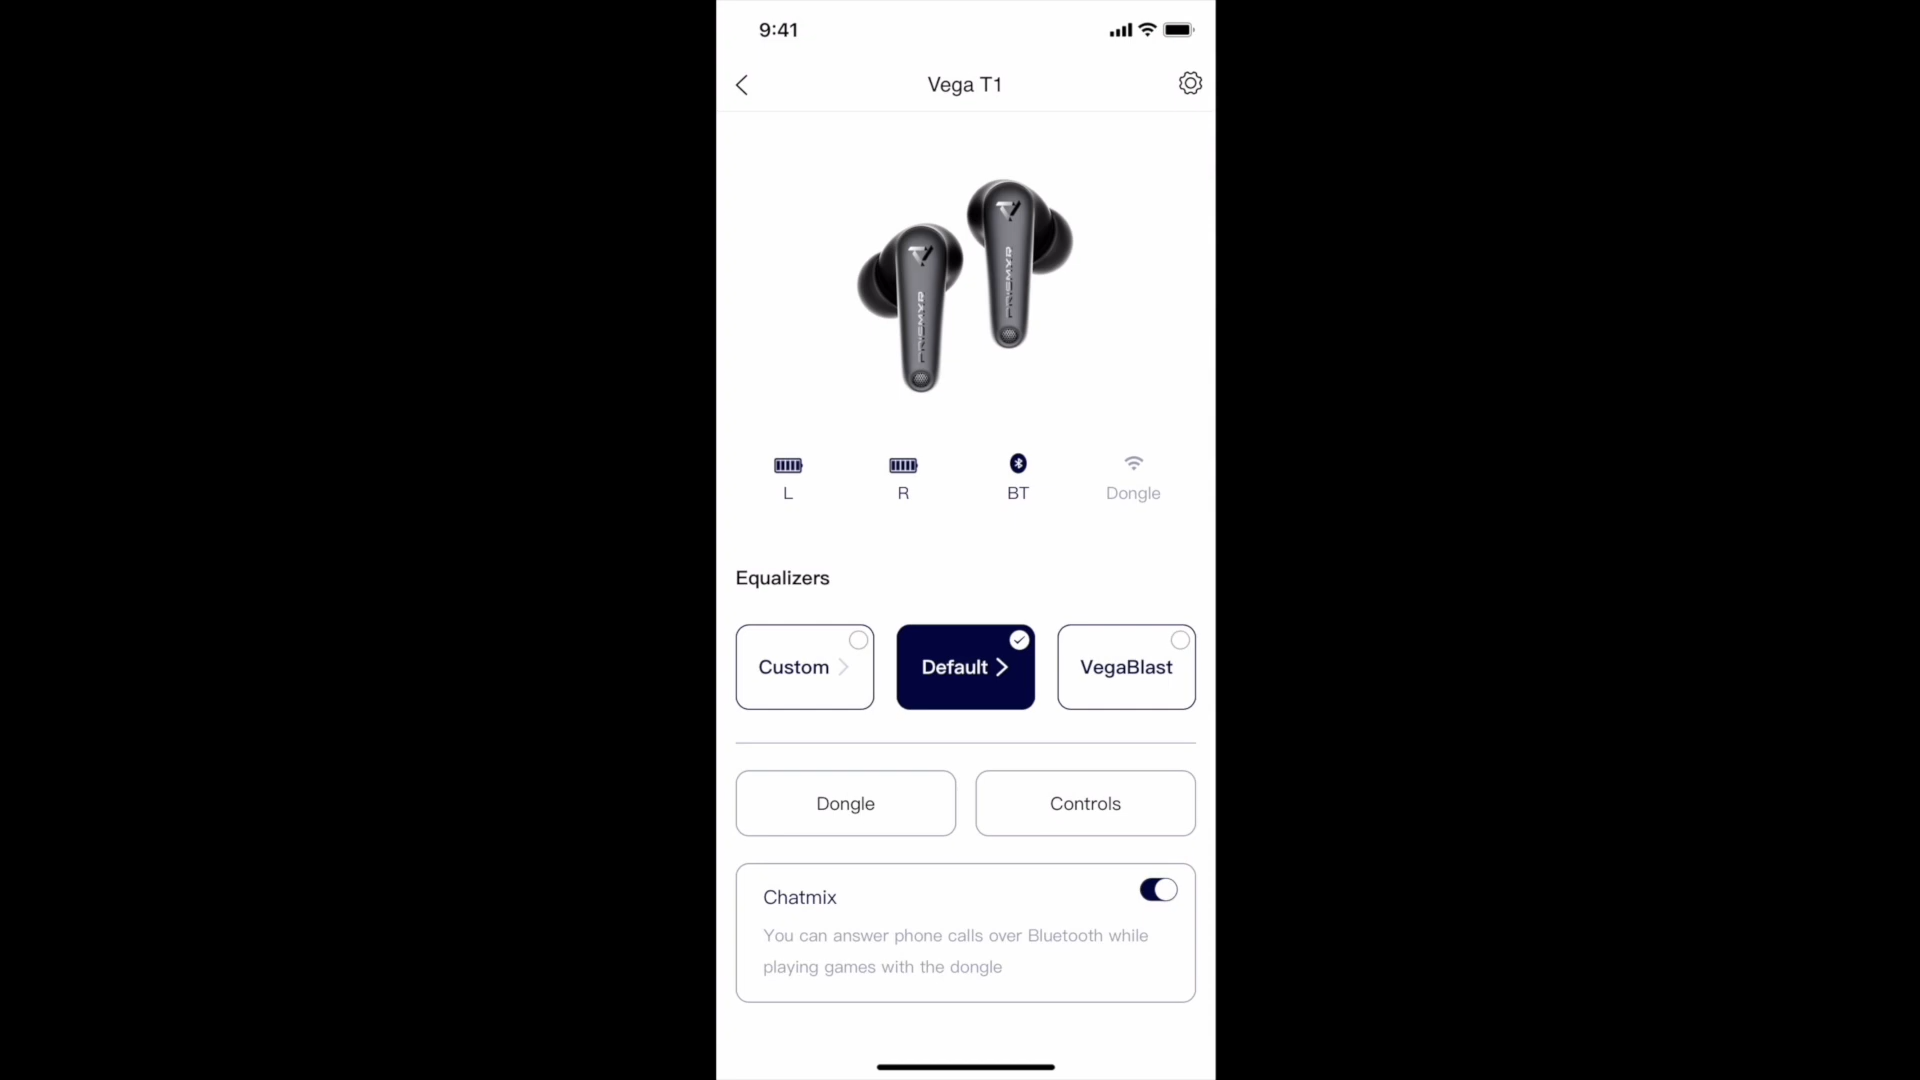 9:41
Vega T1
L
R
BT
Dongle
Equalizers
Custom
Default
VegaBlast
Dongle
Controls
Chatmix
You can answer phone calls over Bluetooth while
playing games with the dongle